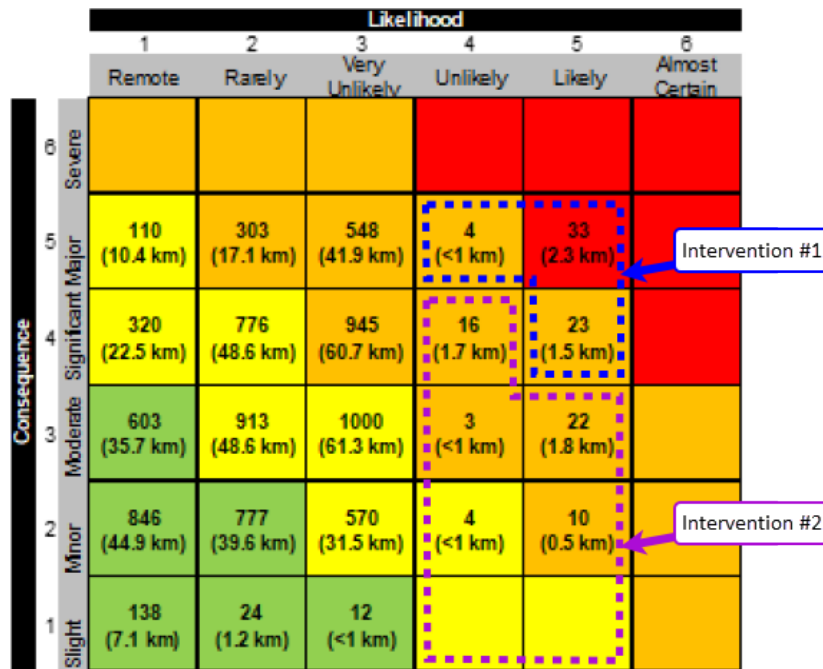 Likelihood
1 2 3 4 5 6
Remote Rarely Very Unlikely Unlikely Likely Almost Certain
Consequence
6 Severe
5 Major
110 303 548 4 33
(10.4 km) (17.1 km) (41.9 km) (<1 km) (2.3 km)
Intervention #1
4 Significant
320 776 945 16 23
(22.5 km) (48.6 km) (60.7 km) (1.7 km) (1.5 km)
3 Moderate
603 913 1000 3 22
(35.7 km) (48.6 km) (61.3 km) (<1 km) (1.8 km)
2 Minor
846 777 570 4 10
(44.9 km) (39.6 km) (31.5 km) (<1 km) (0.5 km)
Intervention #2
1 Slight
138 24 12
(7.1 km) (1.2 km) (<1 km)